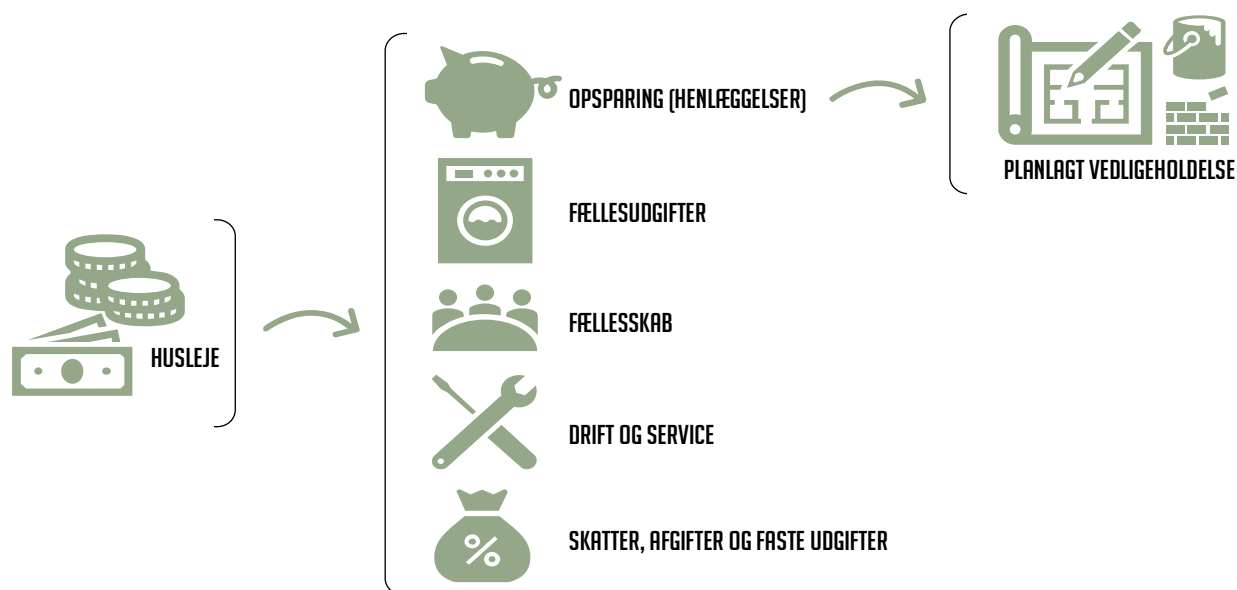 HUSLEJE
OPSPARING (HENLÆGGELSER)
PLANLAGT VEDLIGEHOLDELSE
FÆLLESUDGIFTER
FÆLLESSKAB
DRIFT OG SERVICE
SKATTER, AFGIFTER OG FASTE UDGIFTER
%